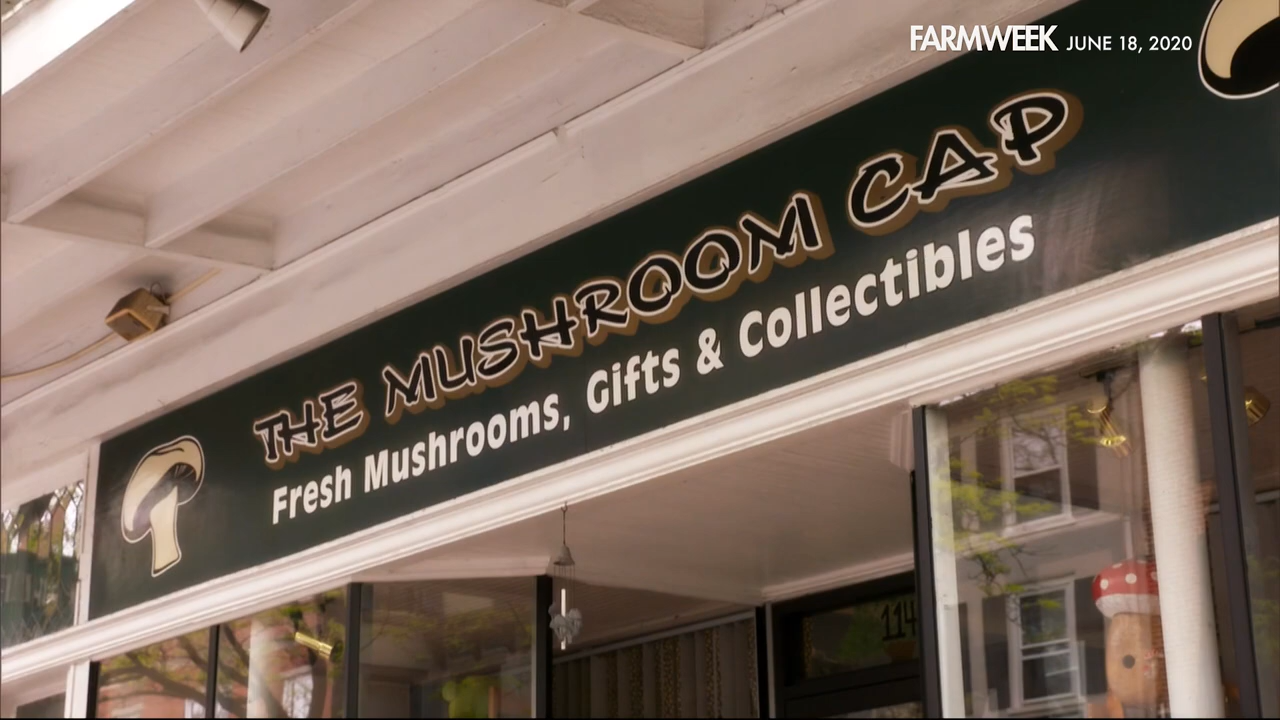 FARMWEEK JUNE 18, 2020
THE MUSHROOM CAP
Fresh Mushrooms, Gifts & Collectibles
114